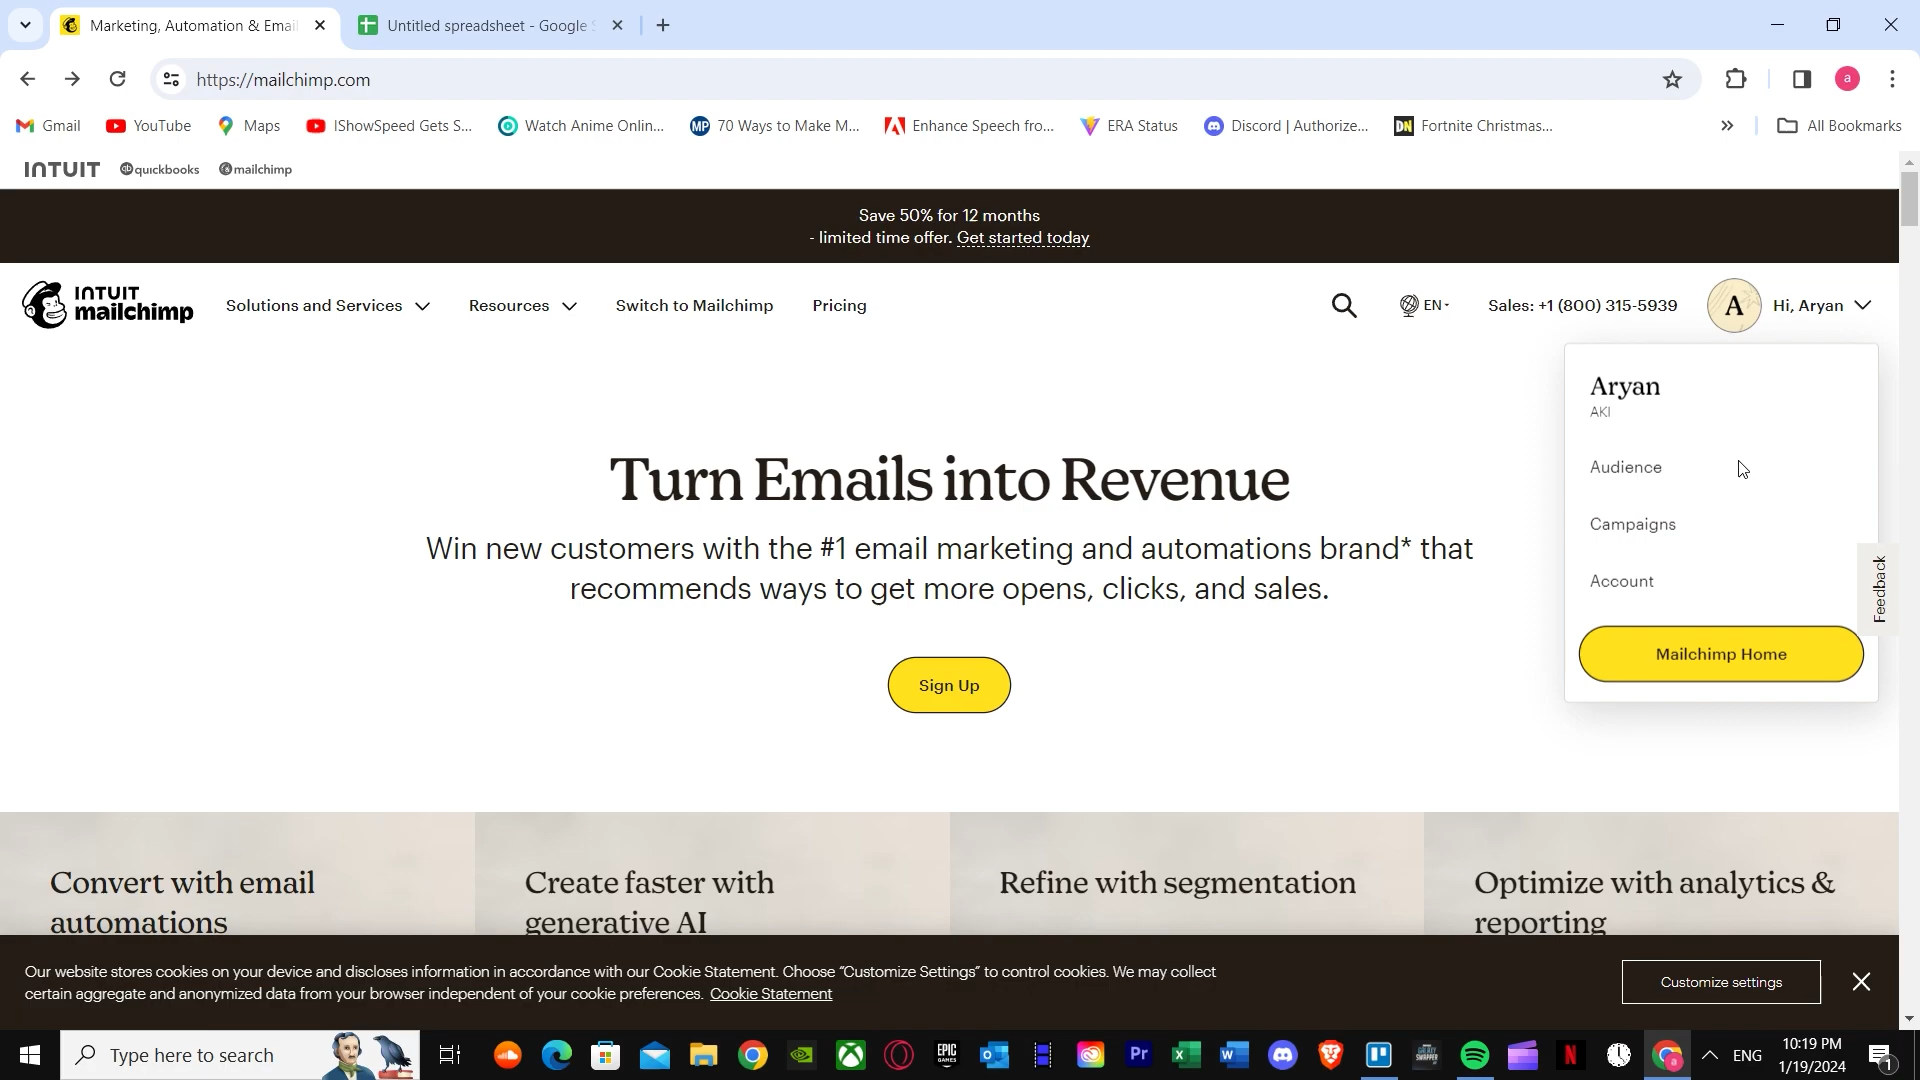 Marketing, Automation & Email
Untitled spreadsheet - Google S
https://mailchimp.com
a
Gmail
YouTube
Maps
IShowSpeed Gets S...
Watch Anime Onlin...
MP
70 Ways to Make M...
Enhance Speech fro...
ERA Status
Discord | Authorize...
DN
Fortnite Christmas...
All Bookmarks
INTUIT
quickbooks
mailchimp
Save 50% for 12 months
- limited time offer. Get started today
INTUIT
mailchimp
Solutions and Services
Resources
Switch to Mailchimp
Pricing
EN
Sales: +1 (800) 315-5939
A
Hi, Aryan
Aryan
AKI
Audience
Campaigns
Account
Mailchimp Home
Feedback
Turn Emails into Revenue
Win new customers with the #1 email marketing and automations brand* that
recommends ways to get more opens, clicks, and sales.
Sign Up
Convert with email
automations
Create faster with
generative AI
Refine with segmentation
Optimize with analytics &
reporting
Our website stores cookies on your device and discloses information in accordance with our Cookie Statement. Choose "Customize Settings" to control cookies. We may collect
certain aggregate and anonymized data from your browser independent of your cookie preferences. Cookie Statement
Customize settings
Type here to search
EPIC
GAMES
Pr
ENG
10:19 PM
1/19/2024
1